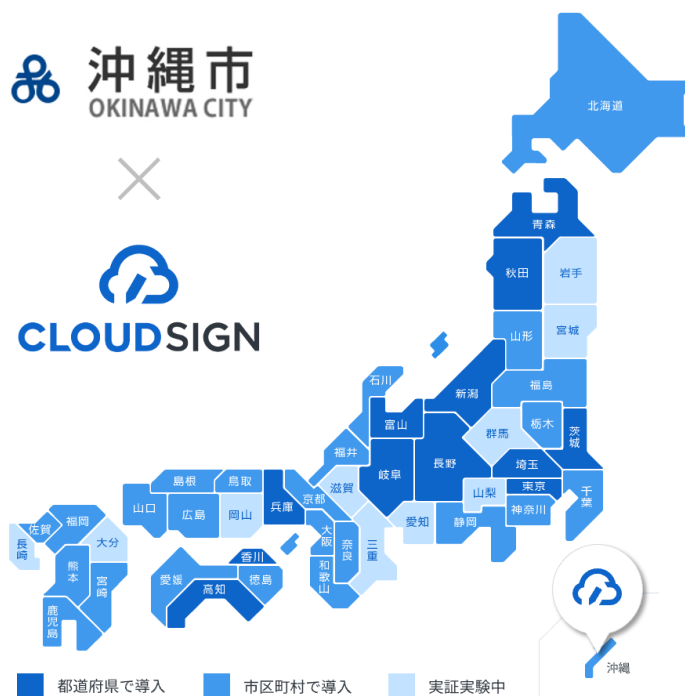 沖縄市
OKINAWA CITY
×
CLOUDSIGN
北海道
青森
秋田
岩手
山形
宮城
石川
新潟
福島
富山
群馬
栃木
茨城
福井
岐阜
長野
埼玉
島根
鳥取
滋賀
山梨
東京
千葉
山口
広島
岡山
兵庫
京都
愛知
静岡
神奈川
佐賀
福岡
大分
大阪
奈良
三重
長崎
熊本
宮崎
愛媛
香川
高知
徳島
和歌山
鹿児島
沖縄
都道府県で導入
市区町村で導入
実証実験中